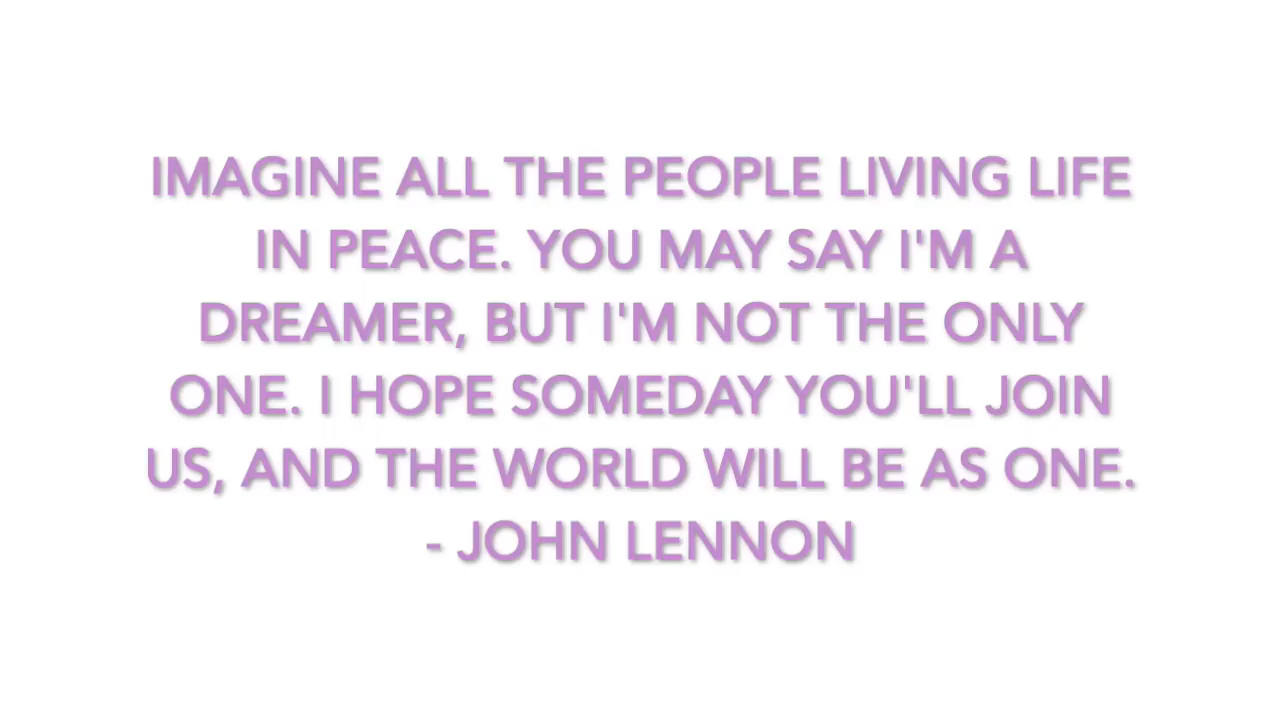 IMAGINE ALL THE PEOPLE LIVING LIFE
IN PEACE. YOU MAY SAY I'M A
DREAMER, BUT I'M NOT THE ONLY
ONE. I HOPE SOMEDAY YOU'LL JOIN
US, AND THE WORLD WILL BE AS ONE.
- JOHN LENNON